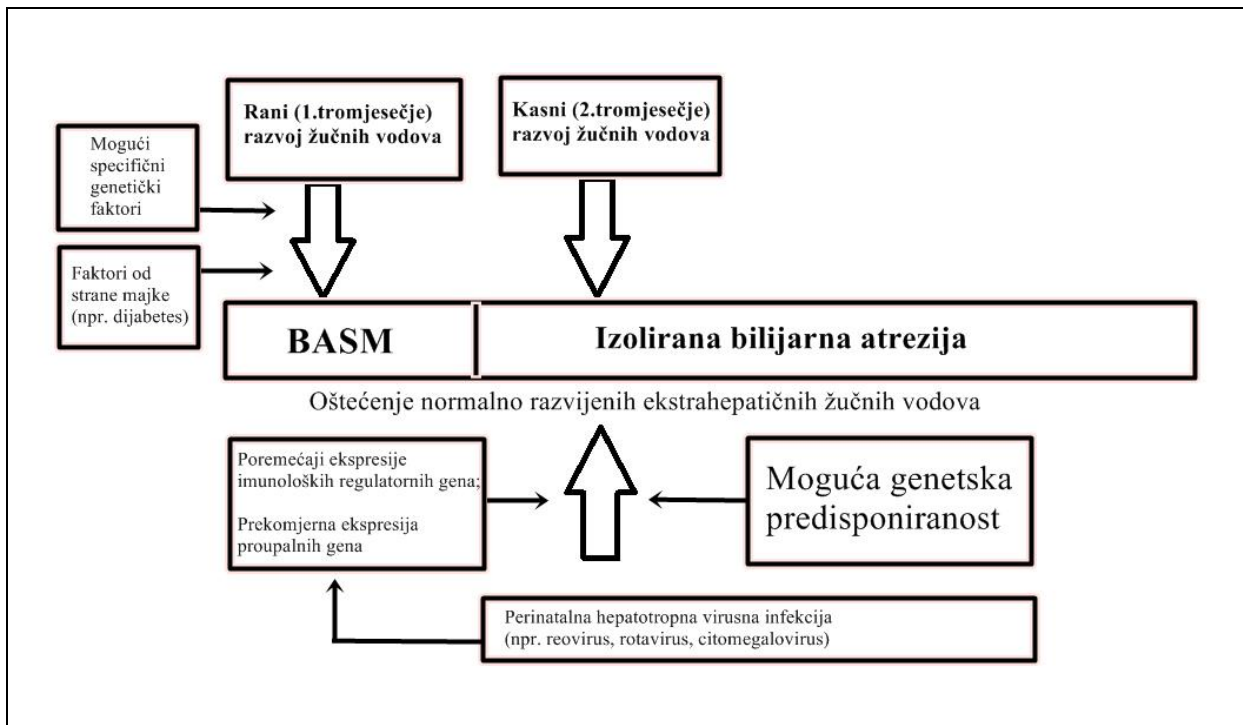 Rani (1.tromjesečje)
razvoj žučnih vodova
Kasni (2.tromjesečje)
razvoj žučnih vodova
Mogući
specifični
genetički
faktori
Faktori od
strane majke
(npr. dijabetes)
BASM
Izolirana bilijarna atrezija
Oštećenje normalno razvijenih ekstrahepatičnih žučnih vodova
Poremećaji ekspresije
imunoloških regulatornih gena;
Prekomjerna ekspresija
proupalnih gena
Moguća genetska
predisponiranost
Perinatalna hepatotropna virusna infekcija
(npr. reovirus, rotavirus, citomegalovirus)